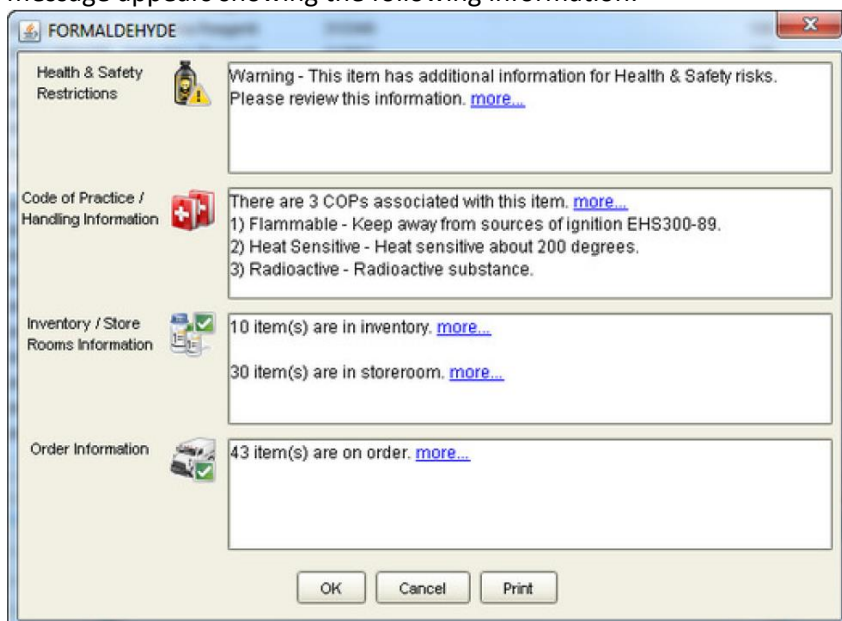 message appears showing the following information:
FORMALDEHYDE
Health & Safety
Restrictions
Warning - This item has additional information for Health & Safety risks.
Please review this information. more...
Code of Practice /
Handling Information
There are 3 COPs associated with this item. more...
1) Flammable - Keep away from sources of ignition EHS300-89.
2) Heat Sensitive - Heat sensitive about 200 degrees.
3) Radioactive - Radioactive substance.
Inventory / Store
Rooms Information
10 item(s) are in inventory. more...
30 item(s) are in storeroom. more...
Order Information
43 item(s) are on order. more...
OK Cancel Print